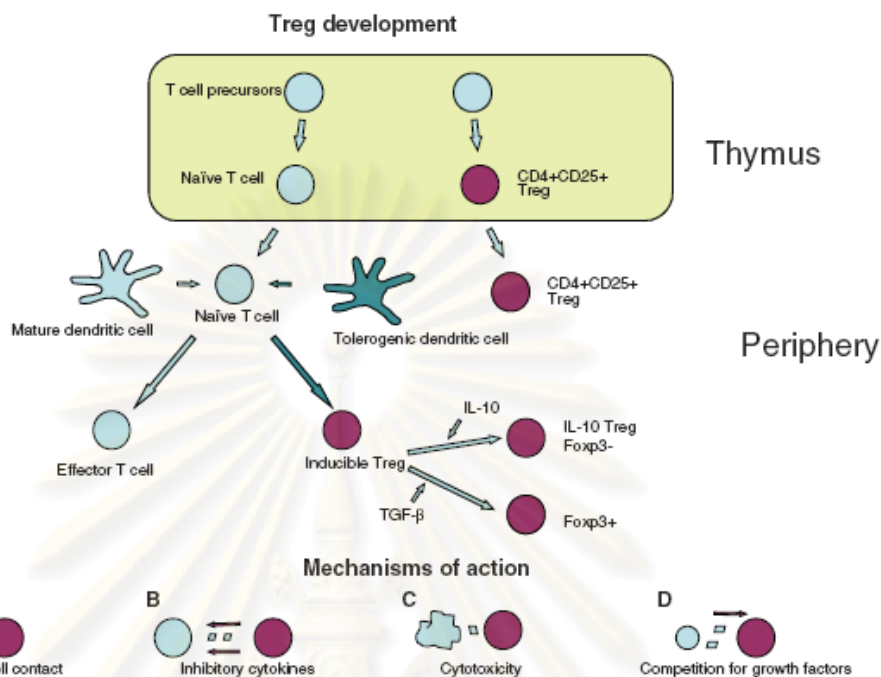 Treg development
T cell precursors
Thymus
Naïve T cell
CD4+CD25+
Treg
CD4+CD25+
Treg
Naïve T cell
Mature dendritic cell
Tolerogenic dendritic cell
Periphery
IL-10
IL-10 Treg
Foxp3-
Effector T cell
Inducible Treg
TGF-β
Foxp3+
Mechanisms of action
B
C
D
contact
Inhibitory cytokines
Cytotoxicity
Competition for growth factors